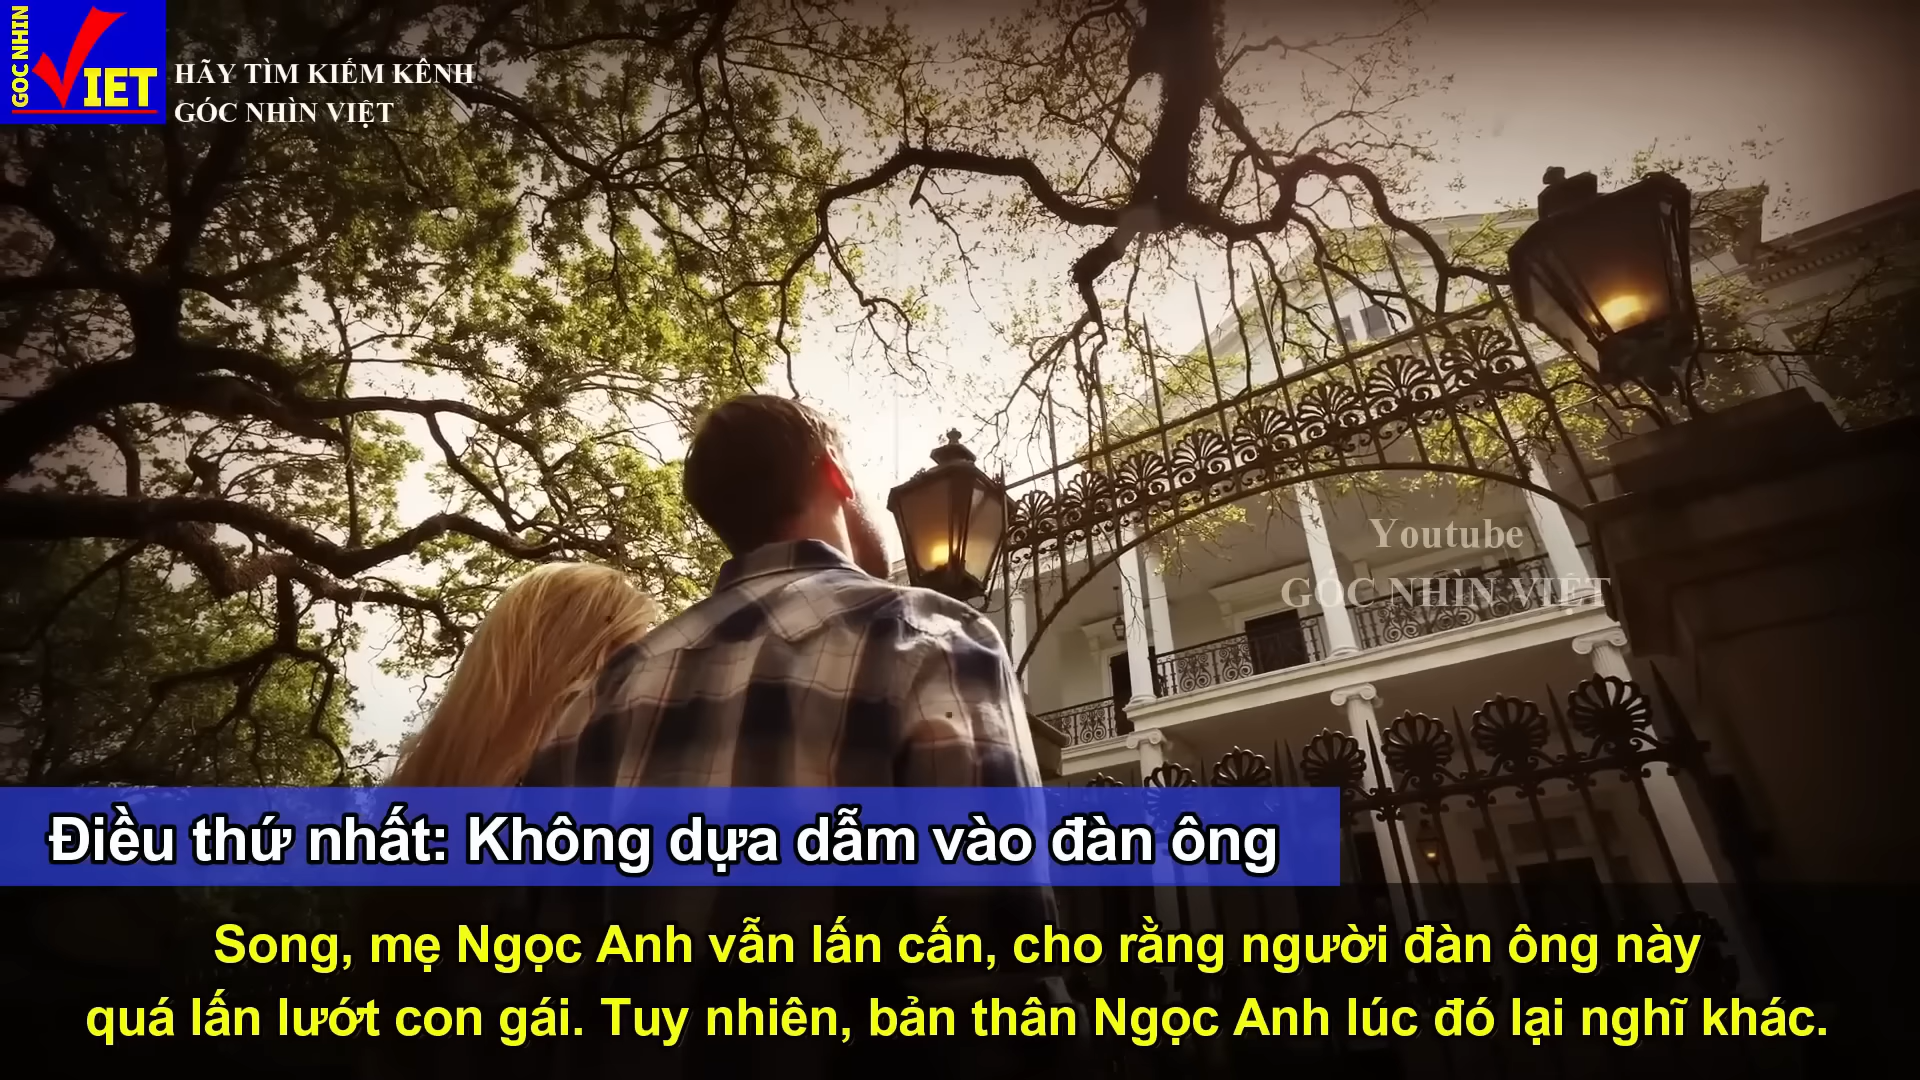 GOC NHIN
VIET
HÃY TÌM KIẾM KÊNH
GÓC NHÌN VIỆT
Youtube
GÓC NHÌN VIỆT
Điều thứ nhất: Không dựa dẫm vào đàn ông
Song, mẹ Ngọc Anh vẫn lấn cấn, cho rằng người đàn ông này
quá lấn lướt con gái. Tuy nhiên, bản thân Ngọc Anh lúc đó lại nghĩ khác.